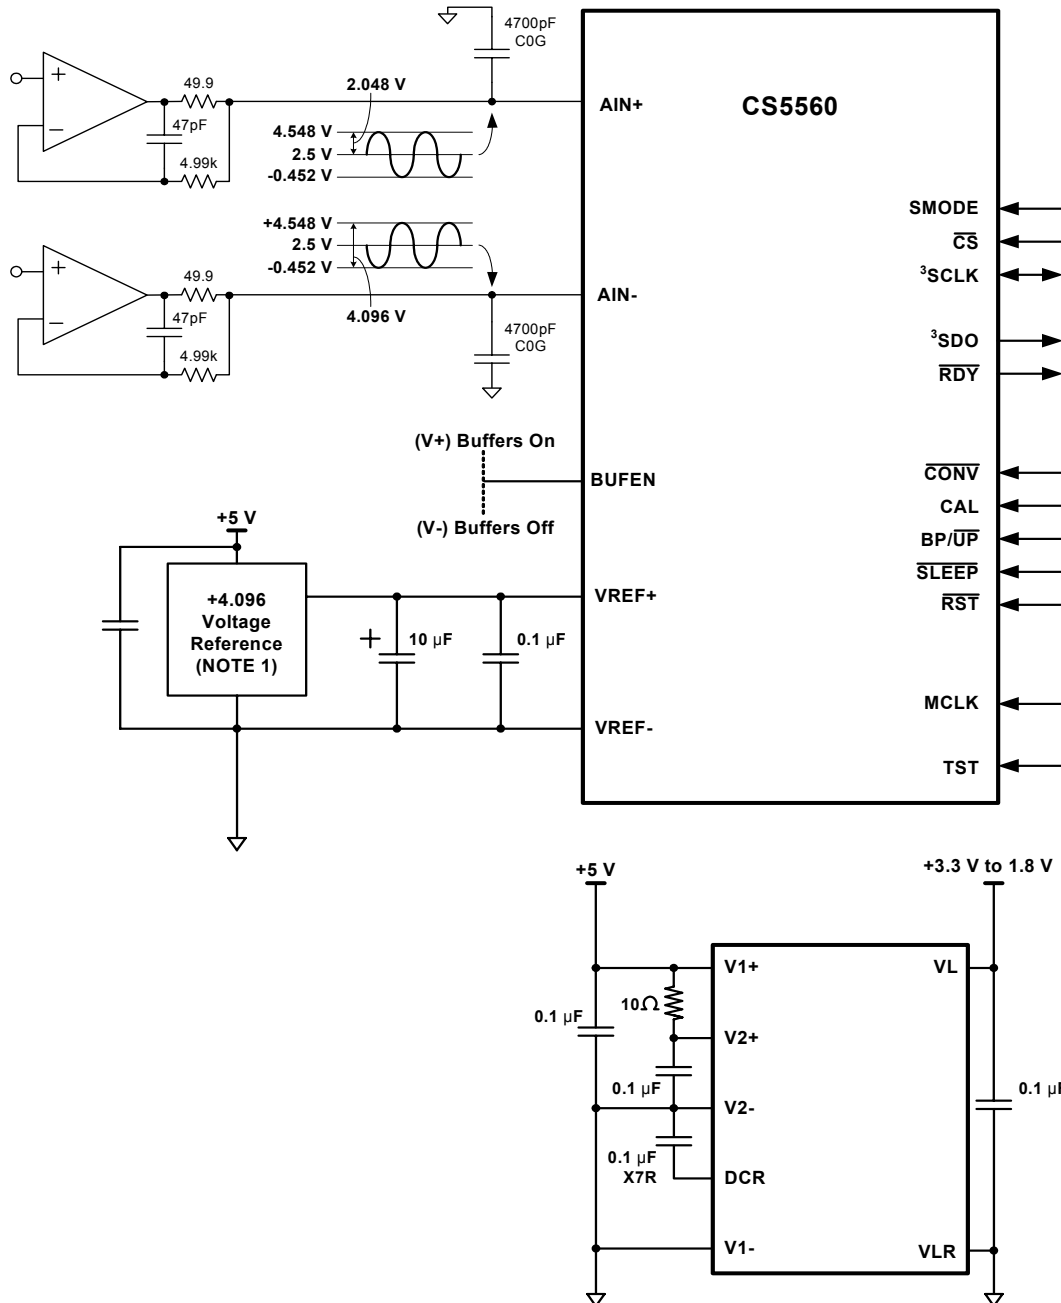 4700pF
C0G
49.9
2.048 V
AIN+
CS5560
+
−
47pF
4.548 V
2.5 V
-0.452 V
4.99k
SMODE
+4.548 V
2.5 V
-0.452 V
CS
3SCLK
+
−
49.9
47pF
AIN-
4.096 V
4700pF
C0G
4.99k
3SDO
RDY
(V+) Buffers On
BUFEN
(V-) Buffers Off
CONV
CAL
BP/UP
SLEEP
RST
+5 V
+4.096
Voltage
Reference
(NOTE 1)
VREF+
+
10 µF
0.1 µF
VREF-
MCLK
TST
+5 V
+3.3 V to 1.8 V
V1+
VL
10Ω
0.1 µF
V2+
0.1 µF
V2-
0.1 µF
0.1 µF
X7R
DCR
V1-
VLR